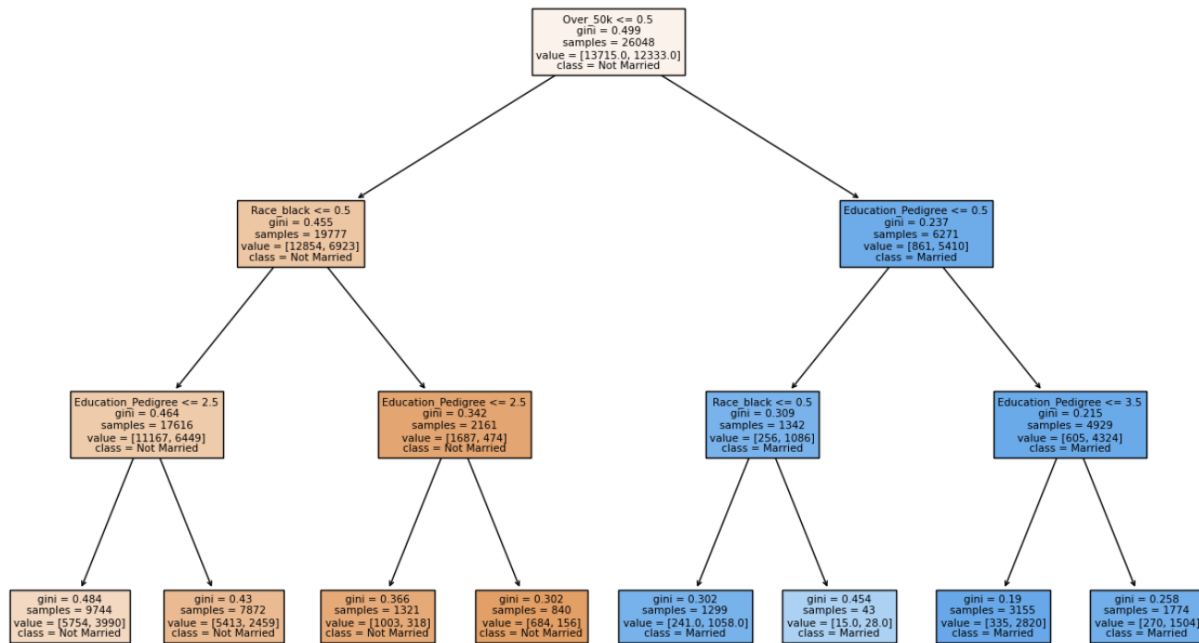 Over_50k <= 0.5
gini = 0.499
samples = 26048
value = [13715.0, 12333.0]
class = Not Married
Race_black <= 0.5
gini = 0.455
samples = 19777
value = [12854, 6923]
class = Not Married
Education_Pedigree <= 0.5
gini = 0.237
samples = 6271
value = [861, 5410]
class = Married
Education_Pedigree <= 2.5
gini = 0.464
samples = 17616
value = [11167, 6449]
class = Not Married
Education_Pedigree <= 2.5
gini = 0.342
samples = 2161
value = [1687, 474]
class = Not Married
Race_black <= 0.5
gini = 0.309
samples = 1342
value = [256, 1086]
class = Married
Education_Pedigree <= 3.5
gini = 0.215
samples = 4929
value = [605, 4324]
class = Married
gini = 0.484
samples = 9744
value = [5754, 3990]
class = Not Married
gini = 0.43
samples = 7872
value = [5413, 2459]
class = Not Married
gini = 0.366
samples = 1321
value = [1003, 318]
class = Not Married
gini = 0.302
samples = 840
value = [684, 156]
class = Not Married
gini = 0.302
samples = 1299
value = [241.0, 1058.0]
class = Married
gini = 0.454
samples = 43
value = [15.0, 28.0]
class = Married
gini = 0.19
samples = 3155
value = [335, 2820]
class = Married
gini = 0.258
samples = 1774
value = [270, 1504]
class = Married